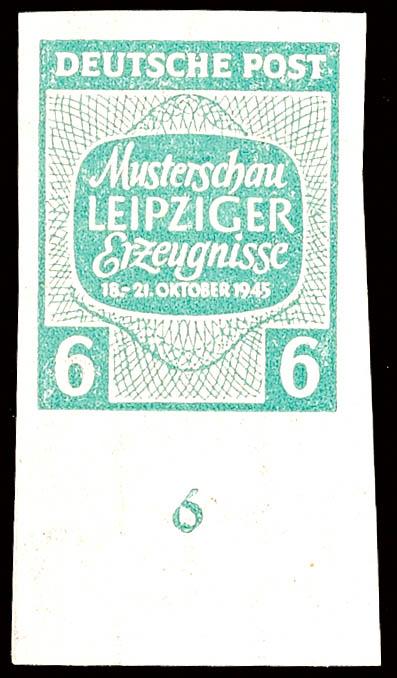 DEUTSCHE POST
Musterschau
LEIPZIGER
Erzeugnisse
18.-21. OKTOBER 1945
6 6
6